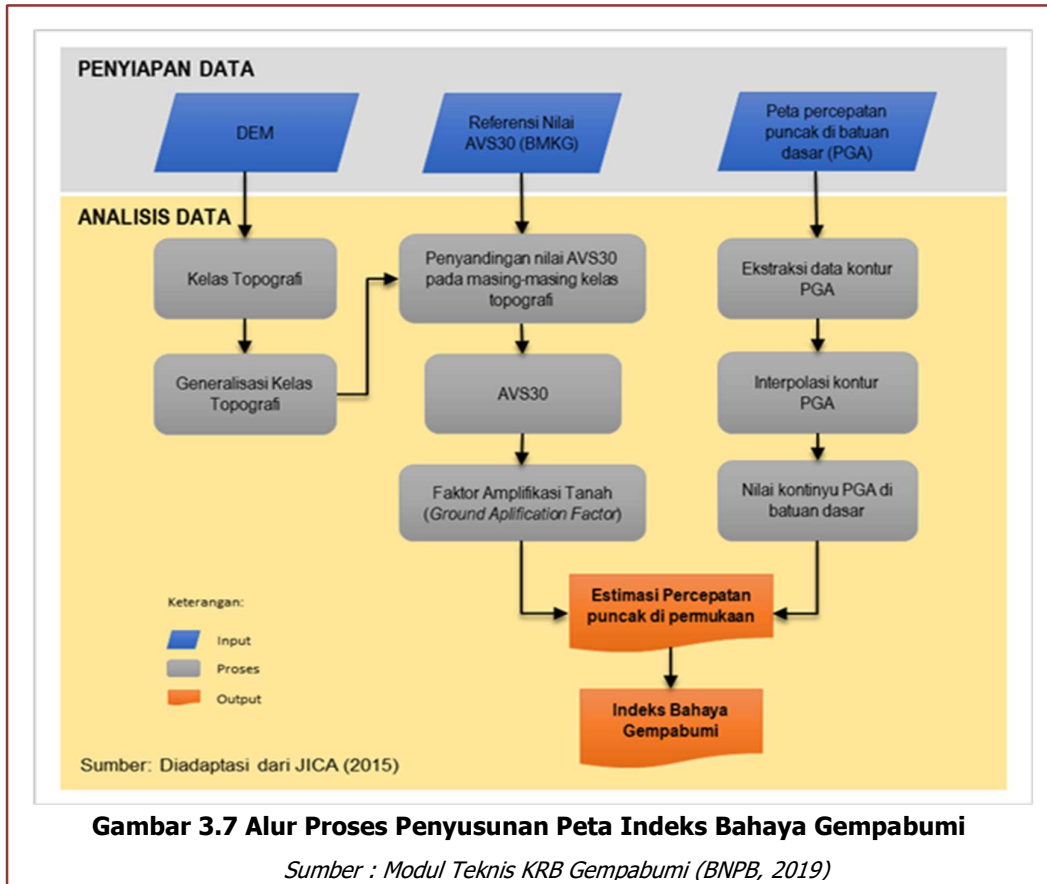 PENYIAPAN DATA
DEM
Referensi Nilai
AVS30 (BMKG)
Peta percepatan
puncak di batuan
dasar (PGA)
ANALISIS DATA
Kelas Topografi
Generalisasi Kelas
Topografi
Penyandingan nilai AVS30
pada masing-masing kelas
topografi
AVS30
Faktor Amplifikasi Tanah
(Ground Aplification Factor)
Ekstraksi data kontur
PGA
Interpolasi kontur
PGA
Nilai kontinyu PGA di
batuan dasar
Estimasi Percepatan
puncak di permukaan
Indeks Bahaya
Gempabumi
Keterangan:
Input
Proses
Output
Sumber: Diadaptasi dari JICA (2015)
Gambar 3.7 Alur Proses Penyusunan Peta Indeks Bahaya Gempabumi
Sumber : Modul Teknis KRB Gempabumi (BNPB, 2019)